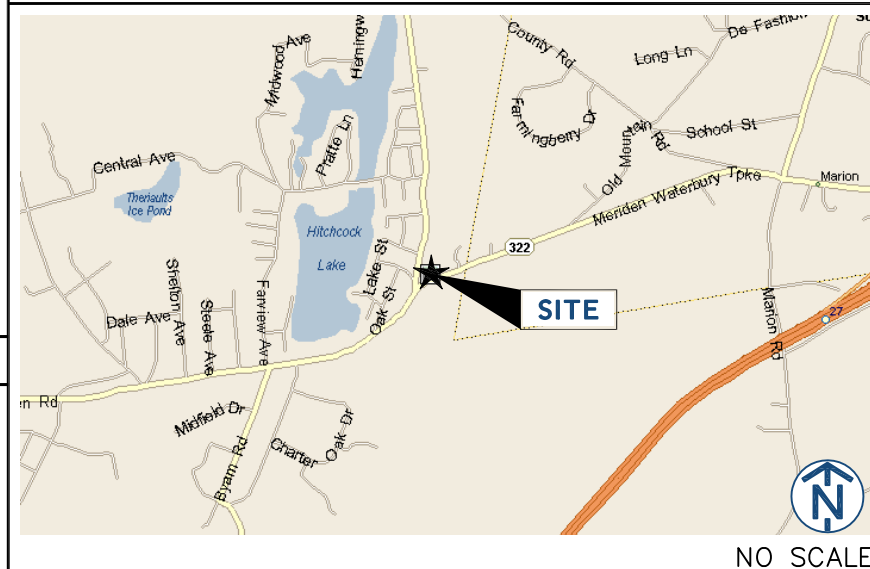 De Fashion
County Rd
Long Ln
Midwood Ave
Heming
Farmingberry Dr
Old Mountain Rd
School St
Pratte Ln
Central Ave
Meriden Waterbury Tpke
Marion
Theriaults
Ice Pond
Hitchcock
Lake
322
Lake St
Oak St
SITE
Shelton Ave
Steele Ave
Farview Ave
Dale Ave
Marion Rd
27
en Rd
Midfield Dr
Charter Oak Dr
Byam Rd
N
NO SCALE